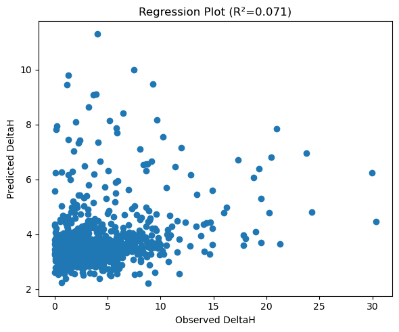 Regression Plot (R²=0.071)
Predicted DeltaH
10
8
6
4
2
0 5 10 15 20 25 30
Observed DeltaH